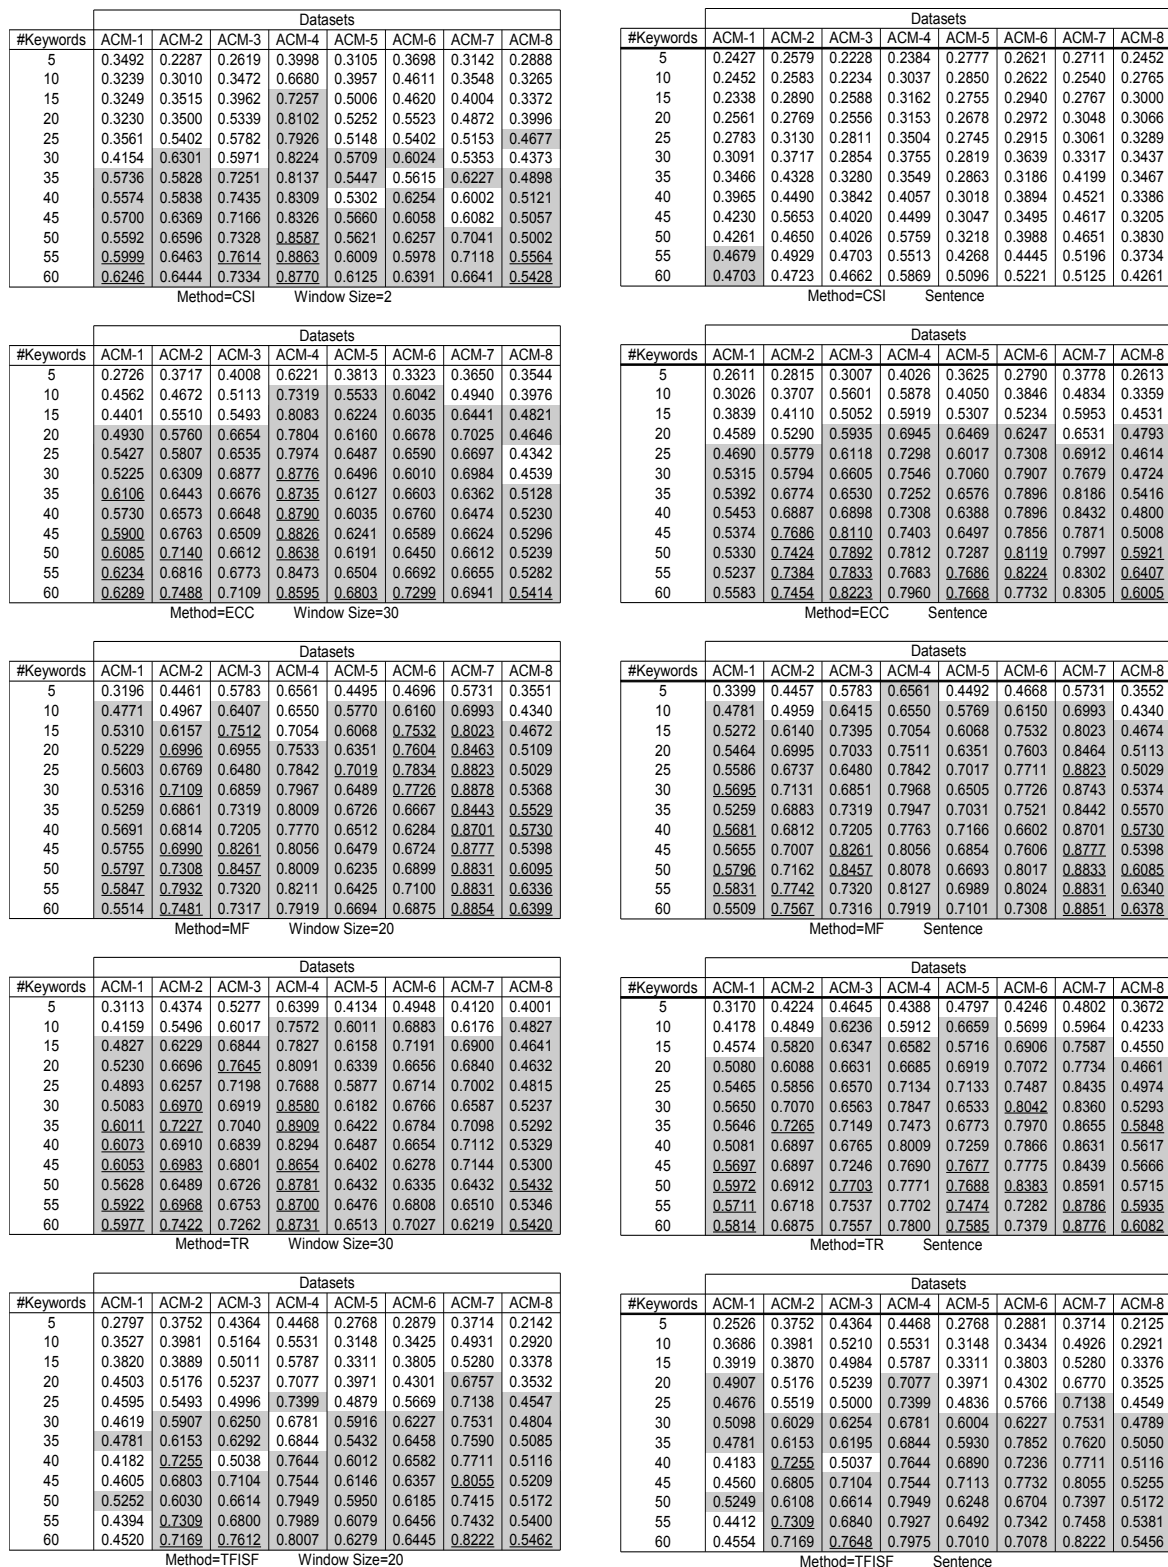 Datasets
#Keywords ACM-1 ACM-2 ACM-3 ACM-4 ACM-5 ACM-6 ACM-7 ACM-8
5 0.3492 0.2287 0.2619 0.3998 0.3105 0.3698 0.3142 0.2888
10 0.3239 0.3010 0.3472 0.6680 0.3957 0.4611 0.3548 0.3265
15 0.3249 0.3515 0.3962 0.7257 0.5006 0.4620 0.4004 0.3372
20 0.3230 0.3500 0.5339 0.8102 0.5252 0.5523 0.4872 0.3996
25 0.3561 0.5402 0.5782 0.7926 0.5148 0.5402 0.5153 0.4677
30 0.4154 0.6301 0.5971 0.8224 0.5709 0.6024 0.5353 0.4373
35 0.5736 0.5828 0.7251 0.8137 0.5447 0.5615 0.6227 0.4898
40 0.5574 0.5838 0.7435 0.8309 0.5302 0.6254 0.6002 0.5121
45 0.5700 0.6369 0.7166 0.8326 0.5660 0.6058 0.6082 0.5057
50 0.5592 0.6596 0.7328 0.8587 0.5621 0.6257 0.7041 0.5002
55 0.5999 0.6463 0.7614 0.8863 0.6009 0.5978 0.7118 0.5564
60 0.6246 0.6444 0.7334 0.8770 0.6125 0.6391 0.6641 0.5428
Method=CSI Window Size=2
Datasets
#Keywords ACM-1 ACM-2 ACM-3 ACM-4 ACM-5 ACM-6 ACM-7 ACM-8
5 0.2427 0.2579 0.2228 0.2384 0.2777 0.2621 0.2711 0.2452
10 0.2452 0.2583 0.2234 0.3037 0.2850 0.2622 0.2540 0.2765
15 0.2338 0.2890 0.2588 0.3162 0.2755 0.2940 0.2767 0.3000
20 0.2561 0.2769 0.2556 0.3153 0.2678 0.2972 0.3048 0.3066
25 0.2783 0.3130 0.2811 0.3504 0.2745 0.2915 0.3061 0.3289
30 0.3091 0.3717 0.2854 0.3755 0.2819 0.3639 0.3317 0.3437
35 0.3466 0.4328 0.3280 0.3549 0.2863 0.3186 0.4199 0.3467
40 0.3965 0.4490 0.3842 0.4057 0.3018 0.3894 0.4521 0.3386
45 0.4230 0.5653 0.4020 0.4499 0.3047 0.3495 0.4617 0.3205
50 0.4261 0.4650 0.4026 0.5759 0.3218 0.3988 0.4651 0.3830
55 0.4679 0.4929 0.4703 0.5513 0.4268 0.4445 0.5196 0.3734
60 0.4703 0.4723 0.4662 0.5869 0.5096 0.5221 0.5125 0.4261
Method=CSI Sentence
Datasets
#Keywords ACM-1 ACM-2 ACM-3 ACM-4 ACM-5 ACM-6 ACM-7 ACM-8
5 0.2726 0.3717 0.4008 0.6221 0.3813 0.3323 0.3650 0.3544
10 0.4562 0.4672 0.5113 0.7319 0.5533 0.6042 0.4940 0.3976
15 0.4401 0.5510 0.5493 0.8083 0.6224 0.6035 0.6441 0.4821
20 0.4930 0.5760 0.6654 0.7804 0.6160 0.6678 0.7025 0.4646
25 0.5427 0.5807 0.6535 0.7974 0.6487 0.6590 0.6697 0.4342
30 0.5225 0.6309 0.6877 0.8776 0.6496 0.6010 0.6984 0.4539
35 0.6106 0.6443 0.6676 0.8735 0.6127 0.6603 0.6362 0.5128
40 0.5730 0.6573 0.6648 0.8790 0.6035 0.6760 0.6474 0.5230
45 0.5900 0.6763 0.6509 0.8826 0.6241 0.6589 0.6624 0.5296
50 0.6085 0.7140 0.6612 0.8638 0.6191 0.6450 0.6612 0.5239
55 0.6234 0.6816 0.6773 0.8473 0.6504 0.6692 0.6655 0.5282
60 0.6289 0.7488 0.7109 0.8595 0.6803 0.7299 0.6941 0.5414
Method=ECC Window Size=30
Datasets
#Keywords ACM-1 ACM-2 ACM-3 ACM-4 ACM-5 ACM-6 ACM-7 ACM-8
5 0.2611 0.2815 0.3007 0.4026 0.3625 0.2790 0.3778 0.2613
10 0.3026 0.3707 0.5601 0.5878 0.4050 0.3846 0.4834 0.3359
15 0.3839 0.4110 0.5052 0.5919 0.5307 0.5234 0.5953 0.4531
20 0.4589 0.5290 0.5935 0.6945 0.6469 0.6247 0.6531 0.4793
25 0.4690 0.5779 0.6118 0.7298 0.6017 0.7308 0.6912 0.4614
30 0.5315 0.5794 0.6605 0.7546 0.7060 0.7907 0.7679 0.4724
35 0.5392 0.6774 0.6530 0.7252 0.6576 0.7896 0.8186 0.5416
40 0.5453 0.6887 0.6898 0.7308 0.6388 0.7896 0.8432 0.4800
45 0.5374 0.7686 0.8110 0.7403 0.6497 0.7856 0.7871 0.5008
50 0.5330 0.7424 0.7892 0.7812 0.7287 0.8119 0.7997 0.5921
55 0.5237 0.7384 0.7833 0.7683 0.7686 0.8224 0.8302 0.6407
60 0.5583 0.7454 0.8223 0.7960 0.7668 0.7732 0.8305 0.6005
Method=ECC Sentence
Datasets
#Keywords ACM-1 ACM-2 ACM-3 ACM-4 ACM-5 ACM-6 ACM-7 ACM-8
5 0.3196 0.4461 0.5783 0.6561 0.4495 0.4696 0.5731 0.3551
10 0.4771 0.4967 0.6407 0.6550 0.5770 0.6160 0.6993 0.4340
15 0.5310 0.6157 0.7512 0.7054 0.6068 0.7532 0.8023 0.4672
20 0.5229 0.6996 0.6955 0.7533 0.6351 0.7604 0.8463 0.5109
25 0.5603 0.6769 0.6480 0.7842 0.7019 0.7834 0.8823 0.5029
30 0.5316 0.7109 0.6859 0.7967 0.6489 0.7726 0.8878 0.5368
35 0.5259 0.6861 0.7319 0.8009 0.6726 0.6667 0.8443 0.5529
40 0.5691 0.6814 0.7205 0.7770 0.6512 0.6284 0.8701 0.5730
45 0.5755 0.6990 0.8261 0.8056 0.6479 0.6724 0.8777 0.5398
50 0.5797 0.7308 0.8457 0.8009 0.6235 0.6899 0.8831 0.6095
55 0.5847 0.7932 0.7320 0.8211 0.6425 0.7100 0.8831 0.6336
60 0.5514 0.7481 0.7317 0.7919 0.6694 0.6875 0.8854 0.6399
Method=MF Window Size=20
Datasets
#Keywords ACM-1 ACM-2 ACM-3 ACM-4 ACM-5 ACM-6 ACM-7 ACM-8
5 0.3399 0.4457 0.5783 0.6561 0.4492 0.4668 0.5731 0.3552
10 0.4781 0.4959 0.6415 0.6550 0.5769 0.6150 0.6993 0.4340
15 0.5272 0.6140 0.7395 0.7054 0.6068 0.7532 0.8023 0.4674
20 0.5464 0.6995 0.7033 0.7511 0.6351 0.7603 0.8464 0.5113
25 0.5586 0.6737 0.6480 0.7842 0.7017 0.7711 0.8823 0.5029
30 0.5695 0.7131 0.6851 0.7968 0.6505 0.7726 0.8743 0.5374
35 0.5259 0.6883 0.7319 0.7947 0.7031 0.7521 0.8442 0.5570
40 0.5681 0.6812 0.7205 0.7763 0.7166 0.6602 0.8701 0.5730
45 0.5655 0.7007 0.8261 0.8056 0.6854 0.7606 0.8777 0.5398
50 0.5796 0.7162 0.8457 0.8078 0.6693 0.8017 0.8833 0.6085
55 0.5831 0.7742 0.7320 0.8127 0.6989 0.8024 0.8831 0.6340
60 0.5509 0.7567 0.7316 0.7919 0.7101 0.7308 0.8851 0.6378
Method=MF Sentence
Datasets
#Keywords ACM-1 ACM-2 ACM-3 ACM-4 ACM-5 ACM-6 ACM-7 ACM-8
5 0.3113 0.4374 0.5277 0.6399 0.4134 0.4948 0.4120 0.4001
10 0.4159 0.5496 0.6017 0.7572 0.6011 0.6883 0.6176 0.4827
15 0.4827 0.6229 0.6844 0.7827 0.6158 0.7191 0.6900 0.4641
20 0.5230 0.6696 0.7645 0.8091 0.6339 0.6656 0.6840 0.4632
25 0.4893 0.6257 0.7198 0.7688 0.5877 0.6714 0.7002 0.4815
30 0.5083 0.6970 0.6919 0.8580 0.6182 0.6766 0.6587 0.5237
35 0.6011 0.7227 0.7040 0.8909 0.6422 0.6784 0.7098 0.5292
40 0.6073 0.6910 0.6839 0.8294 0.6487 0.6654 0.7112 0.5329
45 0.6053 0.6983 0.6801 0.8654 0.6402 0.6278 0.7144 0.5300
50 0.5628 0.6489 0.6726 0.8781 0.6432 0.6335 0.6432 0.5432
55 0.5922 0.6968 0.6753 0.8700 0.6476 0.6808 0.6510 0.5346
60 0.5977 0.7422 0.7262 0.8731 0.6513 0.7027 0.6219 0.5420
Method=TR Window Size=30
Datasets
#Keywords ACM-1 ACM-2 ACM-3 ACM-4 ACM-5 ACM-6 ACM-7 ACM-8
5 0.3170 0.4224 0.4645 0.4388 0.4797 0.4246 0.4802 0.3672
10 0.4178 0.4849 0.6236 0.5912 0.6659 0.5699 0.5964 0.4233
15 0.4574 0.5820 0.6347 0.6582 0.5716 0.6906 0.7587 0.4550
20 0.5080 0.6088 0.6631 0.6685 0.6919 0.7072 0.7734 0.4661
25 0.5465 0.5856 0.6570 0.7134 0.7133 0.7487 0.8435 0.4974
30 0.5650 0.7070 0.6563 0.7847 0.6533 0.8042 0.8360 0.5293
35 0.5646 0.7265 0.7149 0.7473 0.6773 0.7970 0.8655 0.5848
40 0.5081 0.6897 0.6765 0.8009 0.7259 0.7866 0.8631 0.5617
45 0.5697 0.6897 0.7246 0.7690 0.7677 0.7775 0.8439 0.5666
50 0.5972 0.6912 0.7703 0.7771 0.7688 0.8383 0.8591 0.5715
55 0.5711 0.6718 0.7537 0.7702 0.7474 0.7282 0.8786 0.5935
60 0.5814 0.6875 0.7557 0.7800 0.7585 0.7379 0.8776 0.6082
Method=TR Sentence
Datasets
#Keywords ACM-1 ACM-2 ACM-3 ACM-4 ACM-5 ACM-6 ACM-7 ACM-8
5 0.2797 0.3752 0.4364 0.4468 0.2768 0.2879 0.3714 0.2142
10 0.3527 0.3981 0.5164 0.5531 0.3148 0.3425 0.4931 0.2920
15 0.3820 0.3889 0.5011 0.5787 0.3311 0.3805 0.5280 0.3378
20 0.4503 0.5176 0.5237 0.7077 0.3971 0.4301 0.6757 0.3532
25 0.4595 0.5493 0.4996 0.7399 0.4879 0.5669 0.7138 0.4547
30 0.4619 0.5907 0.6250 0.6781 0.5916 0.6227 0.7531 0.4804
35 0.4781 0.6153 0.6292 0.6844 0.5432 0.6458 0.7590 0.5085
40 0.4182 0.7255 0.5038 0.7644 0.6012 0.6582 0.7711 0.5116
45 0.4605 0.6803 0.7104 0.7544 0.6146 0.6357 0.8055 0.5209
50 0.5252 0.6030 0.6614 0.7949 0.5950 0.6185 0.7415 0.5172
55 0.4394 0.7309 0.6800 0.7989 0.6079 0.6456 0.7432 0.5400
60 0.4520 0.7169 0.7612 0.8007 0.6279 0.6445 0.8222 0.5462
Method=TFISF Window Size=20
Datasets
#Keywords ACM-1 ACM-2 ACM-3 ACM-4 ACM-5 ACM-6 ACM-7 ACM-8
5 0.2526 0.3752 0.4364 0.4468 0.2768 0.2881 0.3714 0.2125
10 0.3686 0.3981 0.5210 0.5531 0.3148 0.3434 0.4926 0.2921
15 0.3919 0.3870 0.4984 0.5787 0.3311 0.3803 0.5280 0.3376
20 0.4907 0.5176 0.5239 0.7077 0.3971 0.4302 0.6770 0.3525
25 0.4676 0.5519 0.5000 0.7399 0.4836 0.5766 0.7138 0.4549
30 0.5098 0.6029 0.6254 0.6781 0.6004 0.6227 0.7531 0.4789
35 0.4781 0.6153 0.6195 0.6844 0.5930 0.7852 0.7620 0.5050
40 0.4183 0.7255 0.5037 0.7644 0.6890 0.7236 0.7711 0.5116
45 0.4560 0.6805 0.7104 0.7544 0.7113 0.7732 0.8055 0.5255
50 0.5249 0.6108 0.6614 0.7949 0.6248 0.6704 0.7397 0.5172
55 0.4412 0.7309 0.6840 0.7927 0.6492 0.7342 0.7458 0.5381
60 0.4554 0.7169 0.7648 0.7975 0.7010 0.7078 0.8222 0.5456
Method=TFISF Sentence